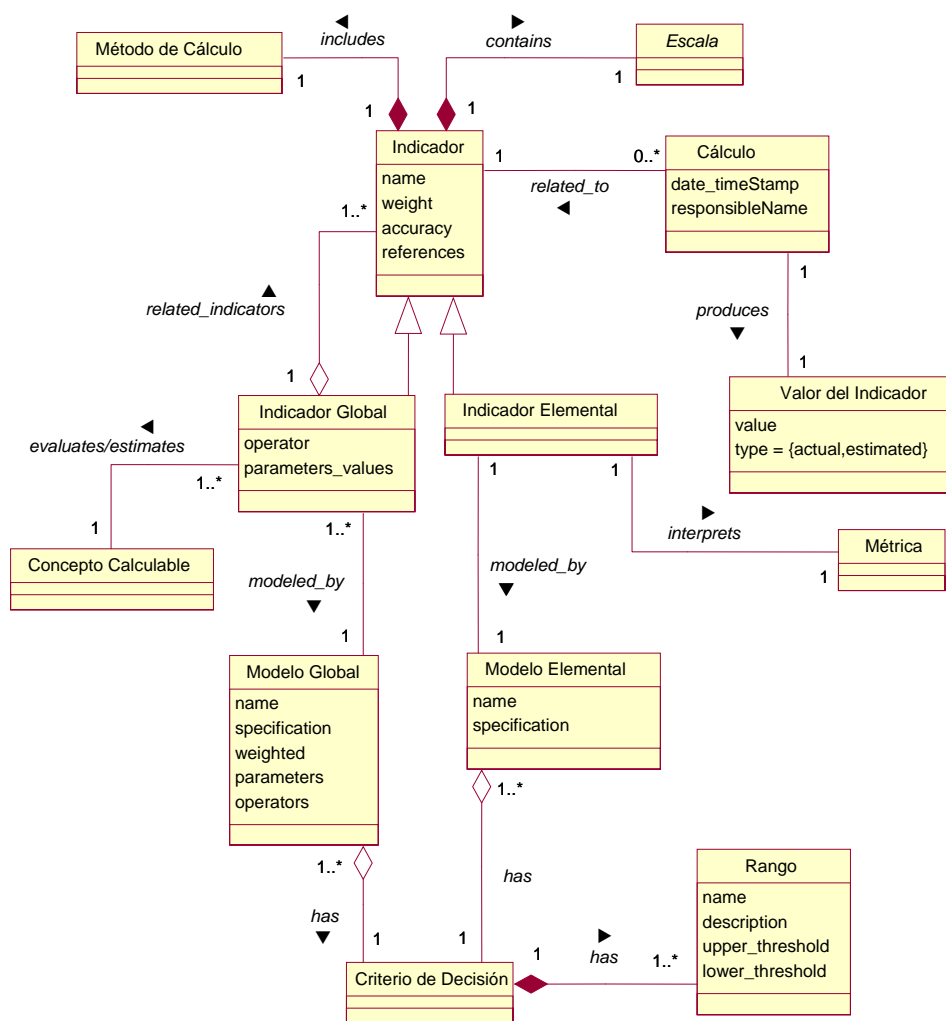 Método de Cálculo
◄
includes
1
1
►
contains
1
1
Escala
Indicador
name
weight
accuracy
references
1
0..*
related_to
◄
Cálculo
date_timeStamp
responsibleName
1..*
▲
related_indicators
1
1
produces
▼
1
Valor del Indicador
value
type = {actual,estimated}
Indicador Global
operator
parameters_values
Indicador Elemental
◄
evaluates/estimates
1..*
1
Concepto Calculable
1..*
modeled_by
▼
1
1
modeled_by
▼
1
1
►
interprets
1
Métrica
Modelo Global
name
specification
weighted
parameters
operators
Modelo Elemental
name
specification
1..*
has
▼
1
1..*
has
1
Criterio de Decisión
1
►
has
1..*
Rango
name
description
upper_threshold
lower_threshold